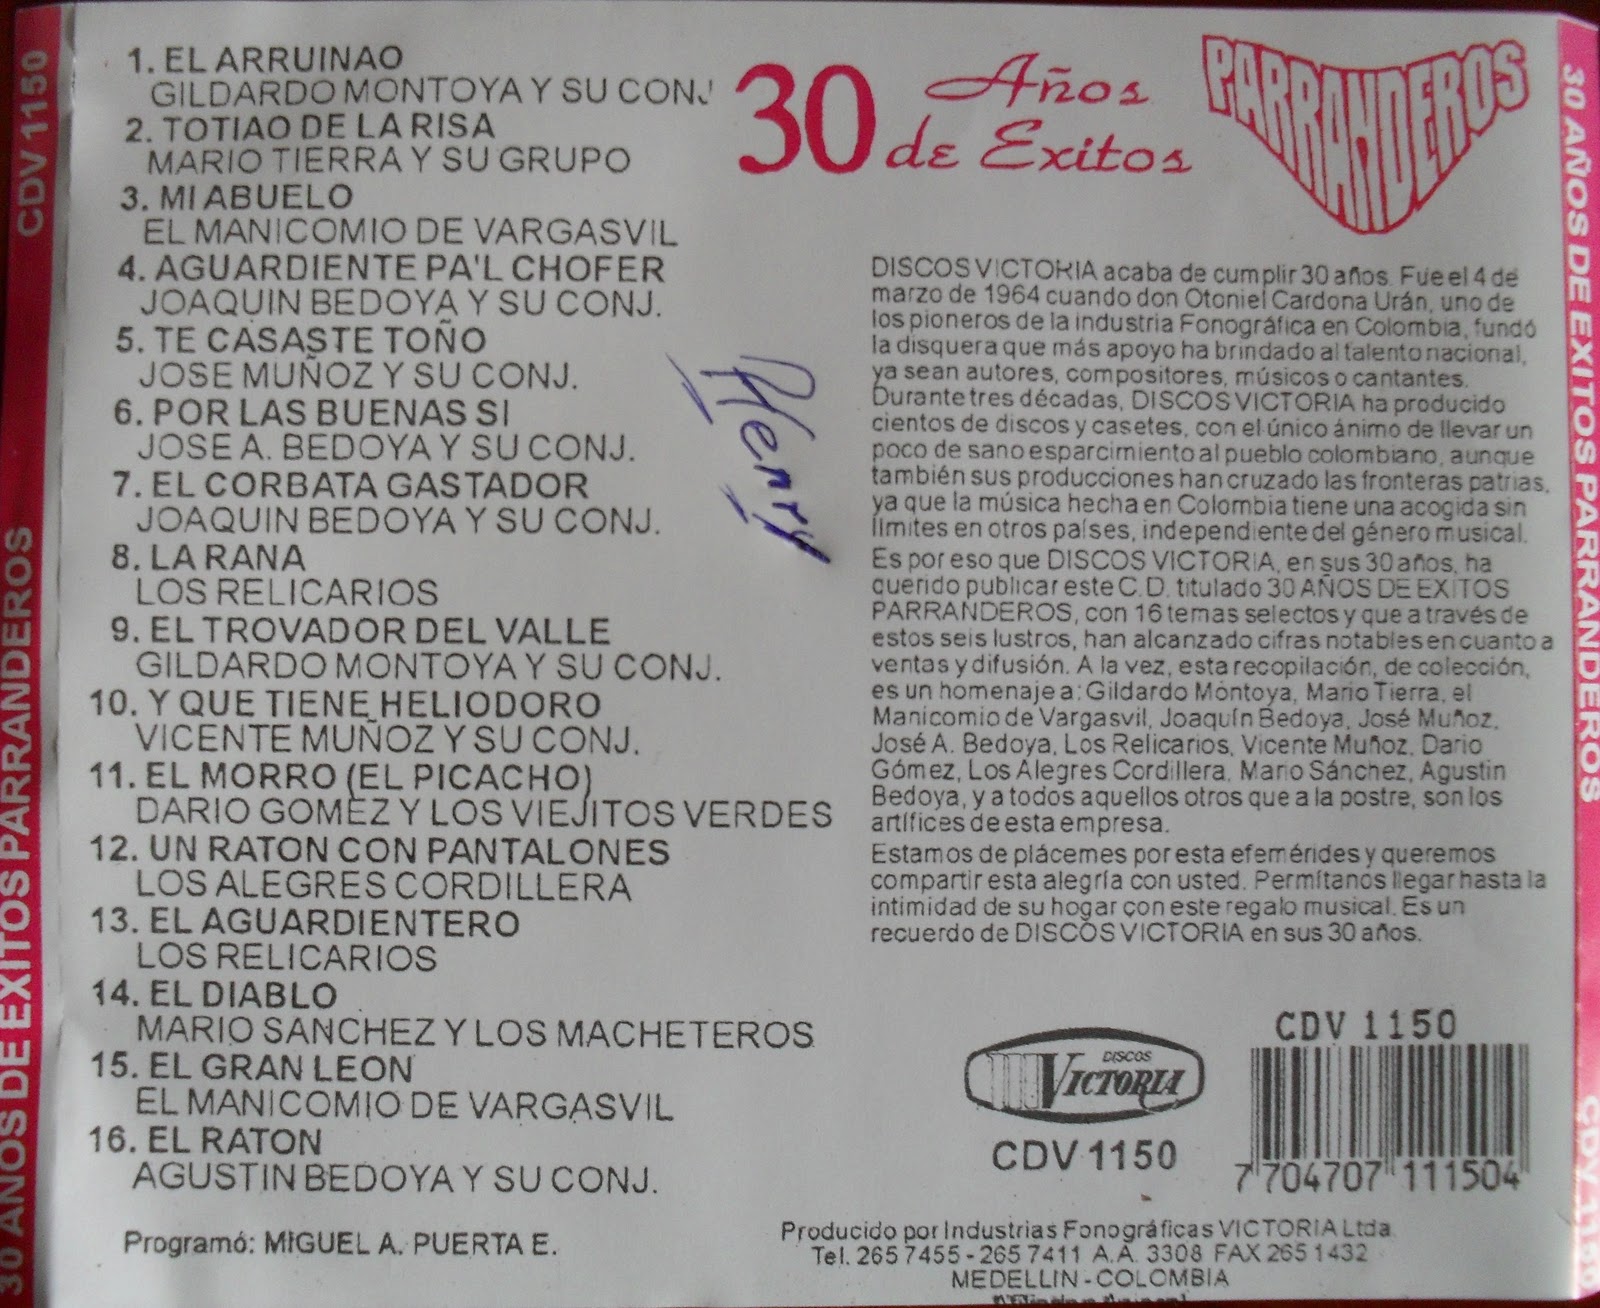 CDV 1150
30 AÑOS DE EXITOS PARRANDEROS
1. EL ARRUINAO
GILDARDO MONTOYA Y SU CONJ
2. TOTIAO DE LA RISA
MARIO TIERRA Y SU GRUPO
3. MI ABUELO
EL MANICOMIO DE VARGASVIL
4. AGUARDIENTE PA'L CHOFER
JOAQUIN BEDOYA Y SU CONJ.
5. TE CASASTE TOÑO
JOSE MUÑOZ Y SU CONJ.
6. POR LAS BUENAS SI
JOSE A. BEDOYA Y SU CONJ.
7. EL CORBATA GASTADOR
JOAQUIN BEDOYA Y SU CONJ.
8. LA RANA
LOS RELICARIOS
9. EL TROVADOR DEL VALLE
GILDARDO MONTOYA Y SU CONJ.
10. Y QUE TIENE HELIODORO
VICENTE MUÑOZ Y SU CONJ.
11. EL MORRO (EL PICACHO)
DARIO GOMEZ Y LOS VIEJITOS VERDES
12. UN RATON CON PANTALONES
LOS ALEGRES CORDILLERA
13. EL AGUARDIENTERO
LOS RELICARIOS
14. EL DIABLO
MARIO SANCHEZ Y LOS MACHETEROS
15. EL GRAN LEON
EL MANICOMIO DE VARGASVIL
16. EL RATON
AGUSTIN BEDOYA Y SU CONJ.
Programó: MIGUEL A. PUERTA E.
Henry
30 Años
de Exitos
PARRANDEROS
DISCOS VICTORIA acaba de cumplir 30 años. Fue el 4 de
marzo de 1964 cuando don Otoniel Cardona Urán, uno de
los pioneros de la industria Fonográfica en Colombia, fundó
la disquera que más apoyo ha brindado al talento nacional,
ya sean autores, compositores, músicos o cantantes.
Durante tres décadas, DISCOS VICTORIA ha producido
cientos de discos y casetes, con el único ánimo de llevar un
poco de sano esparcimiento al pueblo colombiano, aunque
también sus producciones han cruzado las fronteras patrias,
ya que la música hecha en Colombia tiene una acogida sin
límites en otros países, independiente del género musical.
Es por eso que DISCOS VICTORIA, en sus 30 años, ha
querido publicar este C.D. titulado 30 AÑOS DE EXITOS
PARRANDEROS, con 16 temas selectos y que a través de
estos seis lustros, han alcanzado cifras notables en cuanto a
ventas y difusión. A la vez, esta recopilación, de colección,
es un homenaje a: Gildardo Montoya, Mario Tierra, el
Manicomio de Vargasvil, Joaquín Bedoya, José Muñoz,
José A. Bedoya, Los Relicarios, Vicente Muñoz, Dario
Gómez, Los Alegres Cordillera, Mario Sánchez, Agustin
Bedoya, y a todos aquellos otros que a la postre, son los
artífices de esta empresa.
Estamos de plácemes por esta efemérides y queremos
compartir esta alegría con usted. Permítanos llegar hasta la
intimidad de su hogar con este regalo musical. Es un
recuerdo de DISCOS VICTORIA en sus 30 años.
DISCOS
VICTORIA
CDV 1150
CDV 1150
7 704707 111504
Producido por Industrias Fonográficas VICTORIA Ltda
Tel. 265 7455 - 265 7411 A.A. 3308 FAX 265 1432
MEDELLIN - COLOMBIA
30 AÑOS DE EXITOS PARRANDEROS
CDV 1150